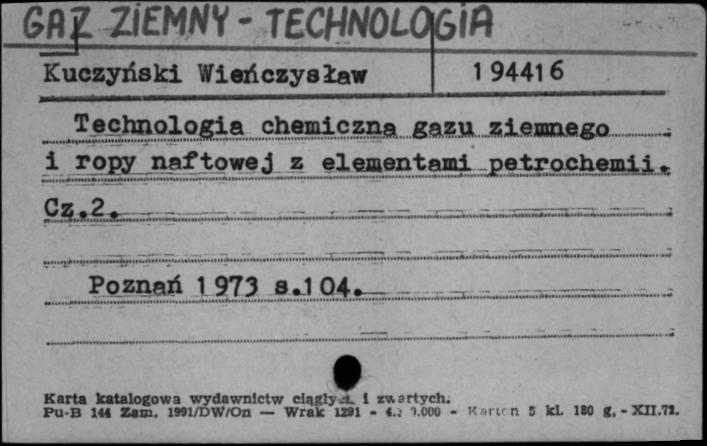 GAZ ZIEMNY - TECHNOLOGIA
Kuczyński Wieńczysław 194416
Technologia chemiczna gazu ziemnego
i ropy naftowej z elementami petrochemii.
Cz.2.
Poznań 1973 s.104.
Karta katalogowa wydawnictw ciągłych i zwartych.
Pu-B 144 Zam. 1991/DW/On — Wrak 1291 - Karton 5 kl. 180 g, - XII.72.